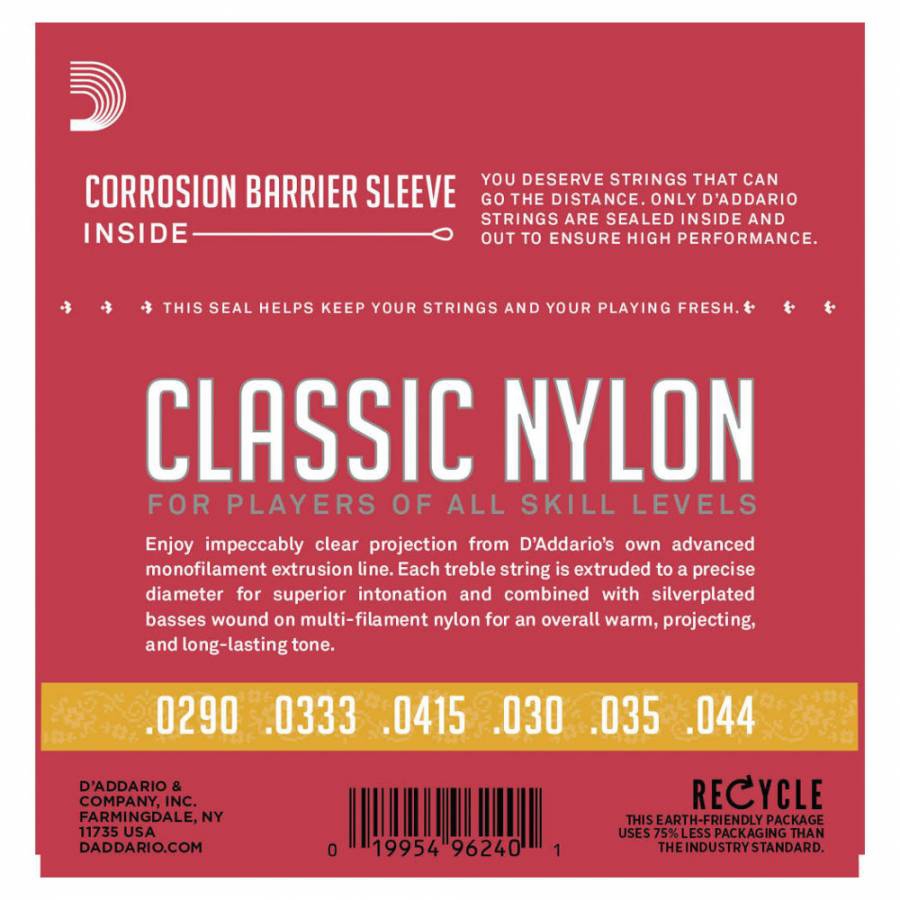 CORROSION BARRIER SLEEVE
INSIDE
YOU DESERVE STRINGS THAT CAN
GO THE DISTANCE. ONLY D'ADDARIO
STRINGS ARE SEALED INSIDE AND
OUT TO ENSURE HIGH PERFORMANCE.
THIS SEAL HELPS KEEP YOUR STRINGS AND YOUR PLAYING FRESH.
CLASSIC NYLON
FOR PLAYERS OF ALL SKILL LEVELS
Enjoy impeccably clear projection from D'Addario's own advanced
monofilament extrusion line. Each treble string is extruded to a precise
diameter for superior intonation and combined with silverplated
basses wound on multi-filament nylon for an overall warm, projecting,
and long-lasting tone.
.0290 .0333 .0415 .030 .035 .044
D'ADDARIO &
COMPANY, INC.
FARMINGDALE, NY
11735 USA
DADDARIO.COM
0 19954 96240 1
RECYCLE
THIS EARTH-FRIENDLY PACKAGE
USES 75% LESS PACKAGING THAN
THE INDUSTRY STANDARD.